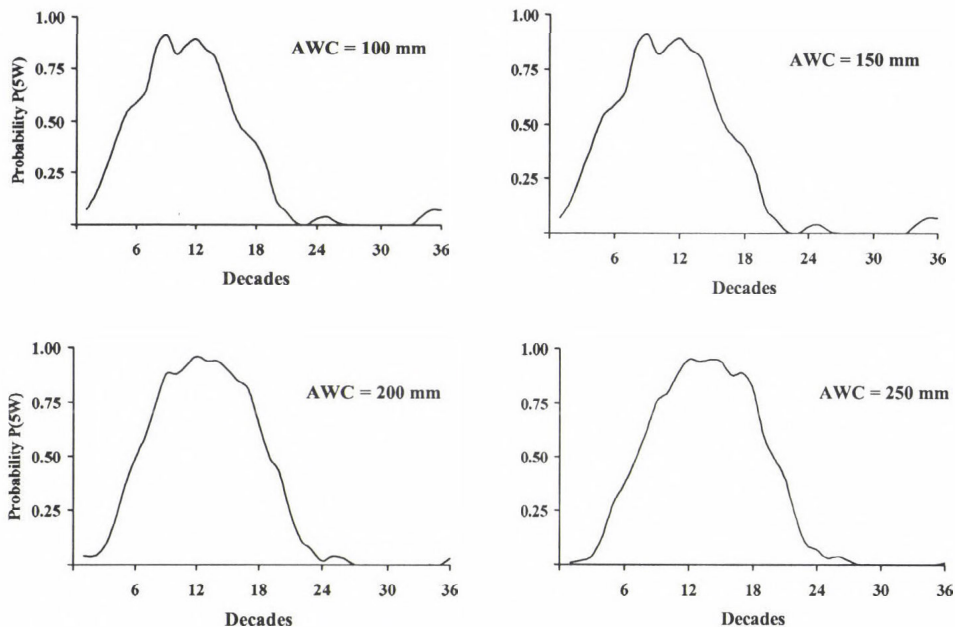 1.00
0.75
0.50
0.25
Probability P(5W)
AWC = 100 mm
6 12 18 24 30 36
Decades
1.00
0.75
0.50
0.25
AWC = 150 mm
6 12 18 24 30 36
Decades
1.00
0.75
0.50
0.25
Probability P(5W)
AWC = 200 mm
6 12 18 24 30 36
Decades
1.00
0.75
0.50
0.25
AWC = 250 mm
6 12 18 24 30 36
Decades